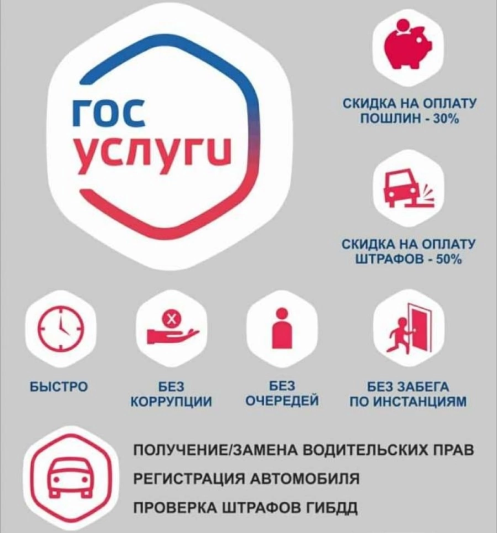 гос
услуги
СКИДКА НА ОПЛАТУ
ПОШЛИН - 30%
СКИДКА НА ОПЛАТУ
ШТРАФОВ - 50%
БЫСТРО
БЕЗ
КОРРУПЦИИ
БЕЗ
ОЧЕРЕДЕЙ
БЕЗ ЗАБЕГА
ПО ИНСТАНЦИЯМ
ПОЛУЧЕНИЕ/ЗАМЕНА ВОДИТЕЛЬСКИХ ПРАВ
РЕГИСТРАЦИЯ АВТОМОБИЛЯ
ПРОВЕРКА ШТРАФОВ ГИБДД